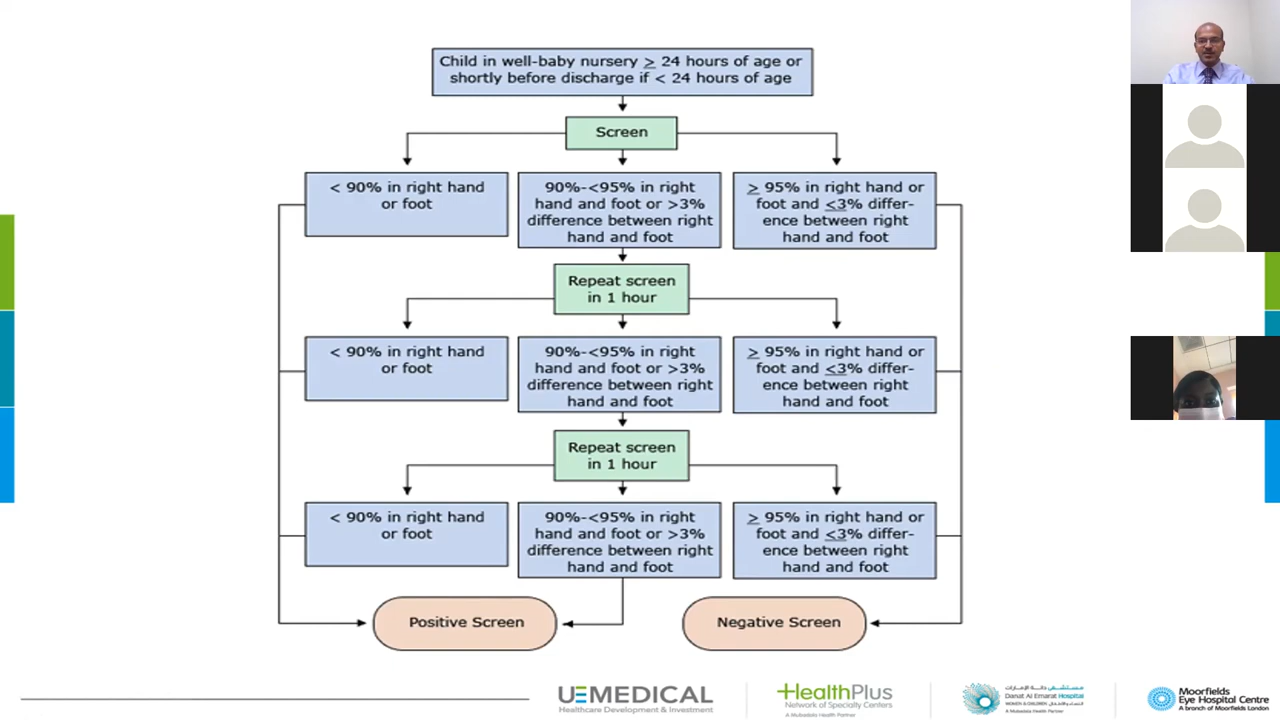 Child in well-baby nursery ≥ 24 hours of age or
shortly before discharge if < 24 hours of age
Screen
< 90% in right hand
or foot
90%-<95% in right
hand and foot or >3%
difference between right
hand and foot
≥ 95% in right hand or
foot and ≤3% differ-
ence between right
hand and foot
Repeat screen
in 1 hour
< 90% in right hand
or foot
90%-<95% in right
hand and foot or >3%
difference between right
hand and foot
≥ 95% in right hand or
foot and ≤3% differ-
ence between right
hand and foot
Repeat screen
in 1 hour
< 90% in right hand
or foot
90%-<95% in right
hand and foot or >3%
difference between right
hand and foot
≥ 95% in right hand or
foot and ≤3% differ-
ence between right
hand and foot
Positive Screen
Negative Screen
UEMEDICAL
Healthcare Development & Investment
HealthPlus
Network of Specialty Centers
A Mubadala Health Partner
مستشفى دانة الإمارات
Danat Al Emarat Hospital
WOMEN & CHILDREN للنساء والأطفال
A Mubadala Health Partner
Moorfields
Eye Hospital Centre
A branch of Moorfields London